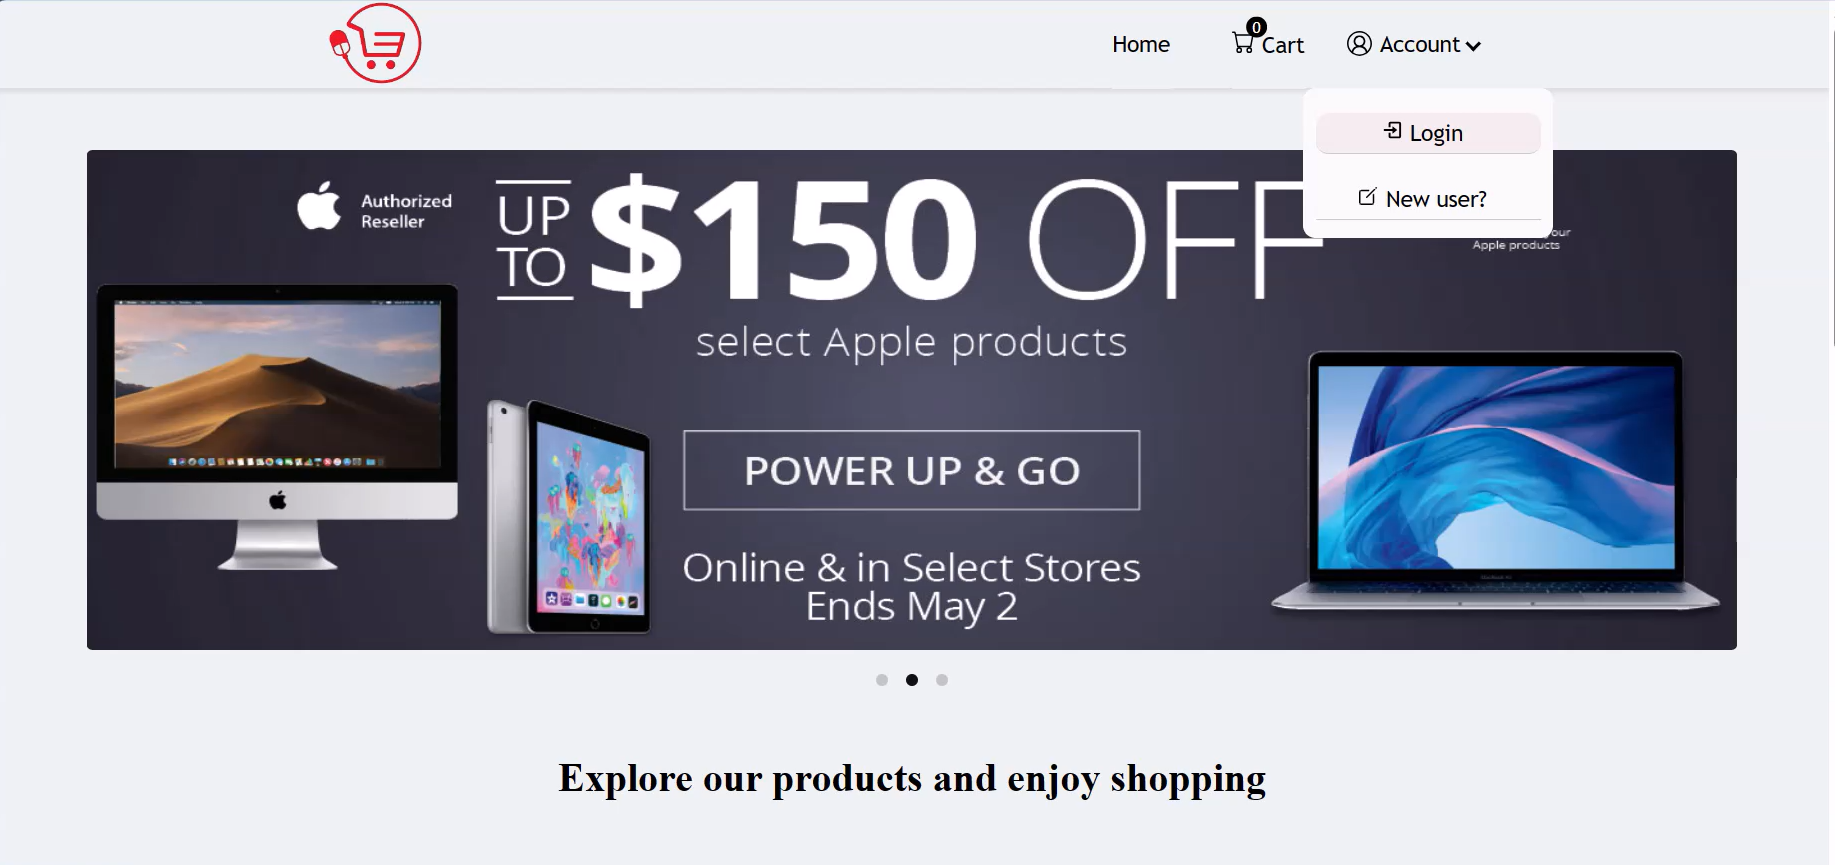 Home
0
Cart
Account
Login
New user?
Authorized
Reseller
UP
TO
$150 OFF
our
Apple products
select Apple products
POWER UP & GO
Online & in Select Stores
Ends May 2
Explore our products and enjoy shopping